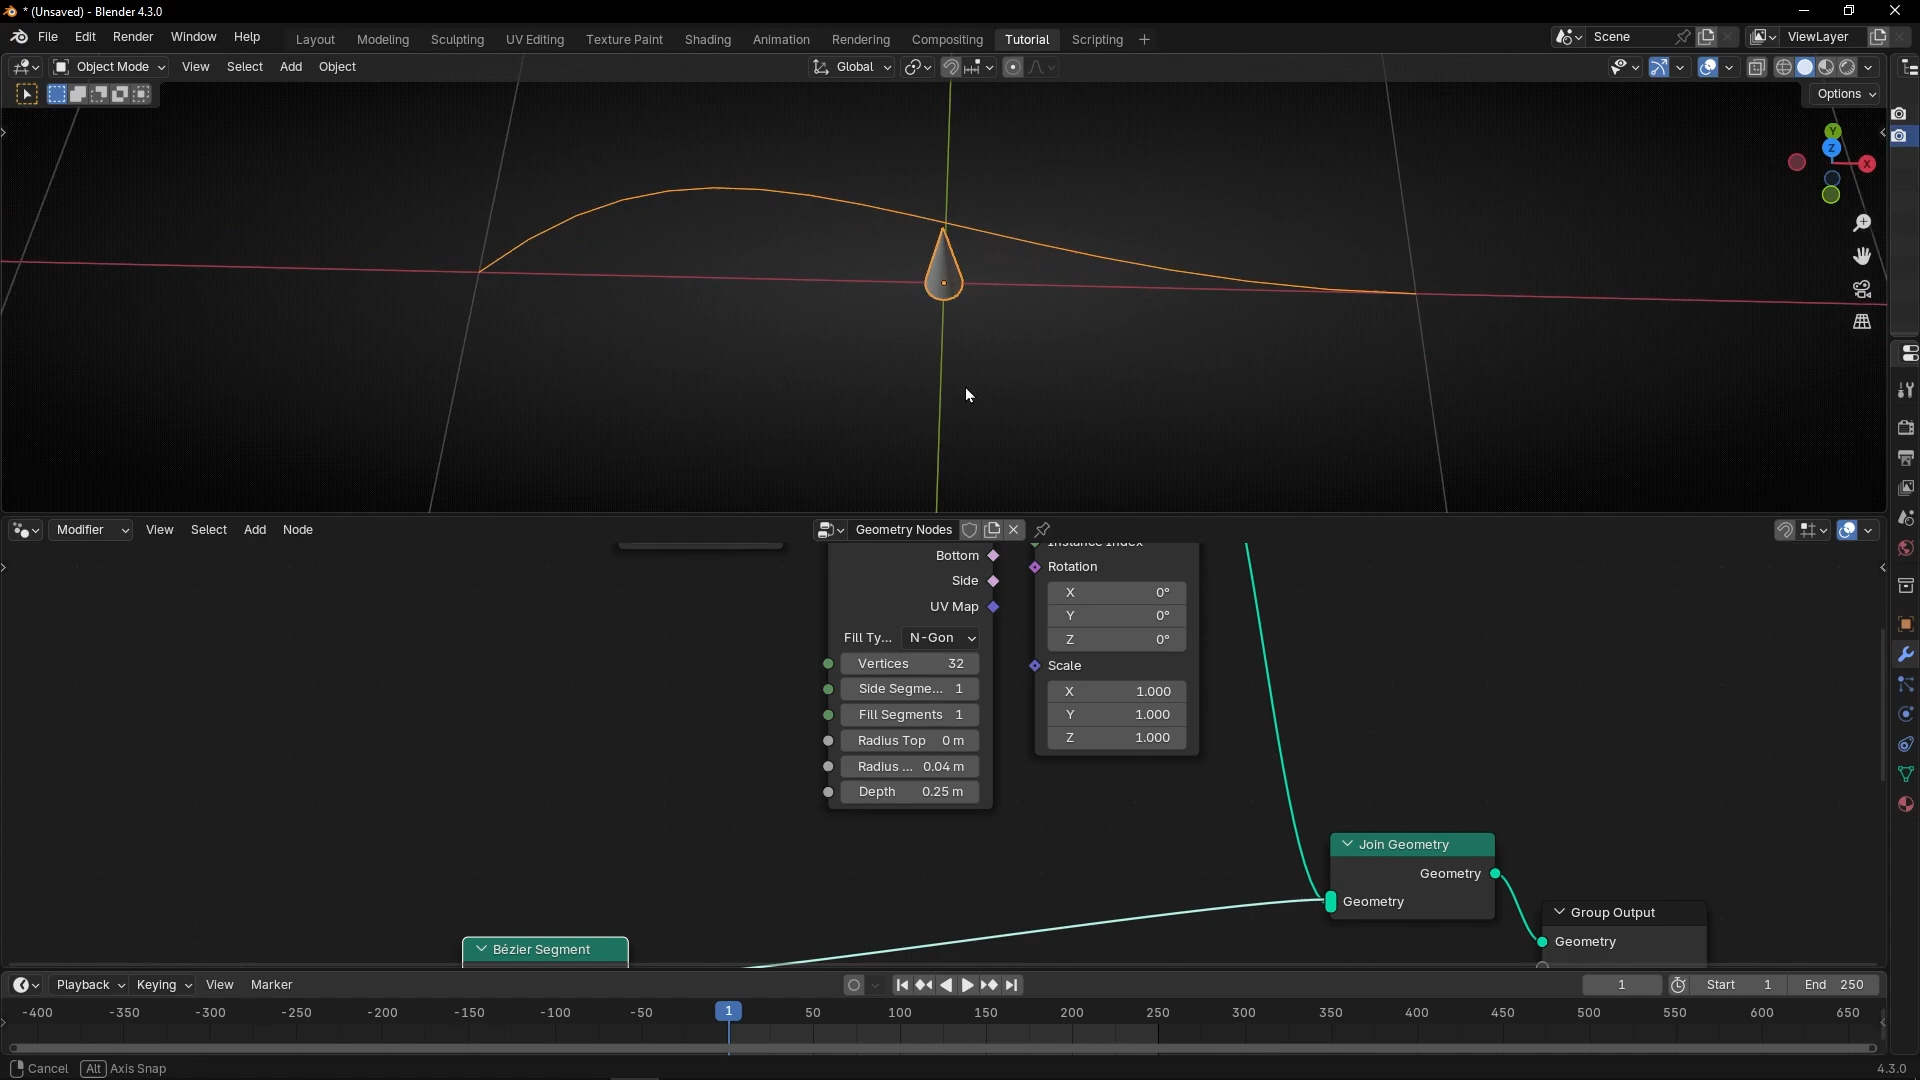 * (Unsaved) - Blender 4.3.0
File Edit Render Window Help Layout Modeling Sculpting UV Editing Texture Paint Shading Animation Rendering Compositing Tutorial Scripting + Scene ViewLayer
Object Mode View Select Add Object Global
Options
Y
Z
X
Modifier View Select Add Node Geometry Nodes
Bottom
Side
UV Map
Fill Ty... N-Gon
Vertices 32
Side Segme... 1
Fill Segments 1
Radius Top 0 m
Radius ... 0.04 m
Depth 0.25 m
Instance Index
Rotation
X 0°
Y 0°
Z 0°
Scale
X 1.000
Y 1.000
Z 1.000
Join Geometry
Geometry
Geometry
Group Output
Geometry
Bézier Segment
Playback Keying View Marker 1 Start 1 End 250
-400 -350 -300 -250 -200 -150 -100 -50 1 50 100 150 200 250 300 350 400 450 500 550 600 650
Cancel Alt Axis Snap 4.3.0